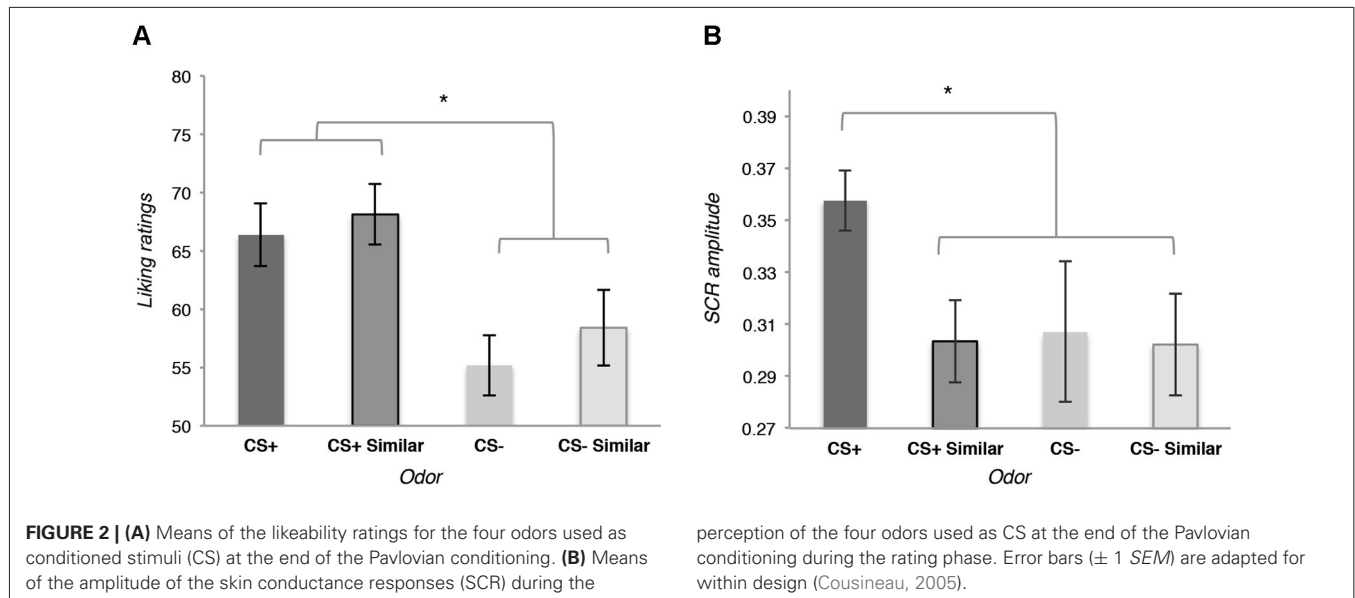 A
80
75
70
65
60
55
50
Liking ratings
*
CS+ CS+ Similar CS- CS- Similar
Odor
B
0.39
0.37
0.35
0.33
0.31
0.29
0.27
SCR amplitude
*
CS+ CS+ Similar CS- CS- Similar
Odor
FIGURE 2 | (A) Means of the likeability ratings for the four odors used as
conditioned stimuli (CS) at the end of the Pavlovian conditioning. (B) Means
of the amplitude of the skin conductance responses (SCR) during the
perception of the four odors used as CS at the end of the Pavlovian
conditioning during the rating phase. Error bars (± 1 SEM) are adapted for
within design (Cousineau, 2005).